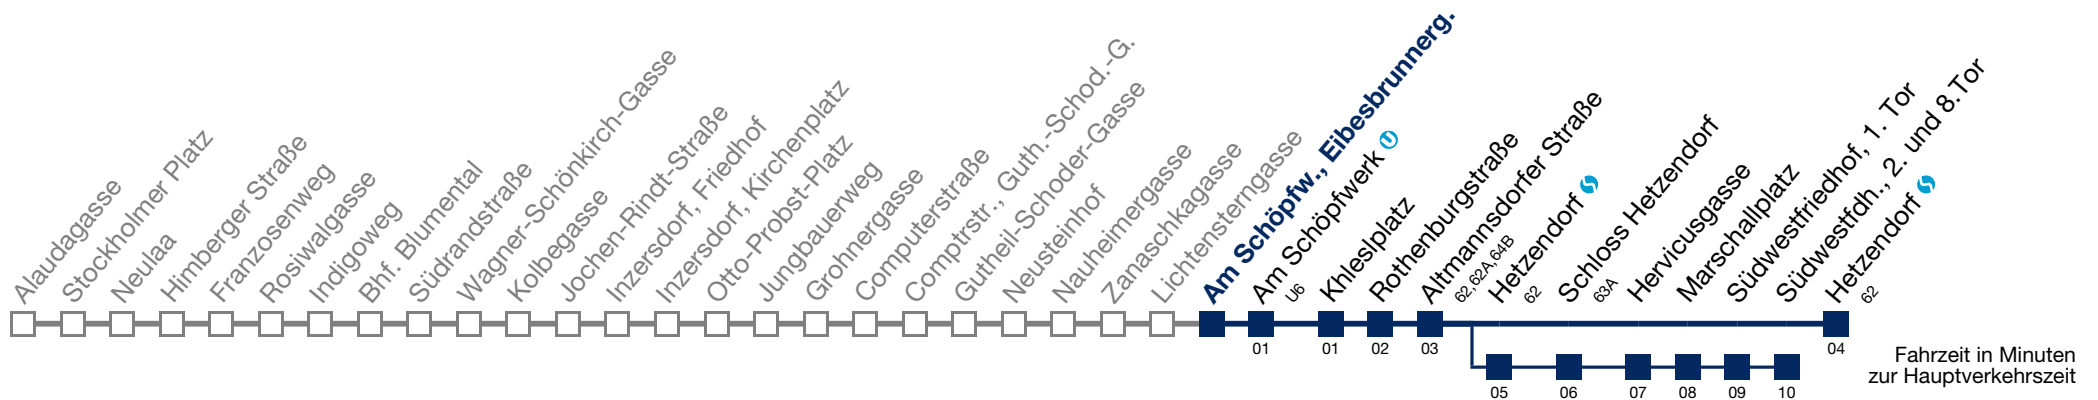 Alaudagasse
Stockholmer Platz
Neulaa
Himberger Straße
Franzosenweg
Rosiwalgasse
Indigoweg
Bhf. Blumental
Südrandstraße
Wagner-Schönkirch-Gasse
Kolbegasse
Jochen-Rindt-Straße
Inzersdorf, Friedhof
Inzersdorf, Kirchenplatz
Otto-Probst-Platz
Jungbauerweg
Grohnergasse
Computerstraße
Comptrstr., Guth.-Schod.-G.
Gutheil-Schoder-Gasse
Neusteinhof
Nauheimergasse
Zanaschkagasse
Lichtensterngasse
Am Schöpfw., Eibesbrunnerg.
Am Schöpfwerk
U6
Khleslplatz
Rothenburgstraße
Altmannsdorfer Straße
62, 62A, 64B
Hetzendorf
62
Schloss Hetzendorf
63A
Hervicusgasse
Marschallplatz
Südwestfriedhof, 1. Tor
Südwestfdh., 2. und 8.Tor
Hetzendorf
62
01
01
02
03
04
05
06
07
08
09
10
Fahrzeit in Minuten
zur Hauptverkehrszeit